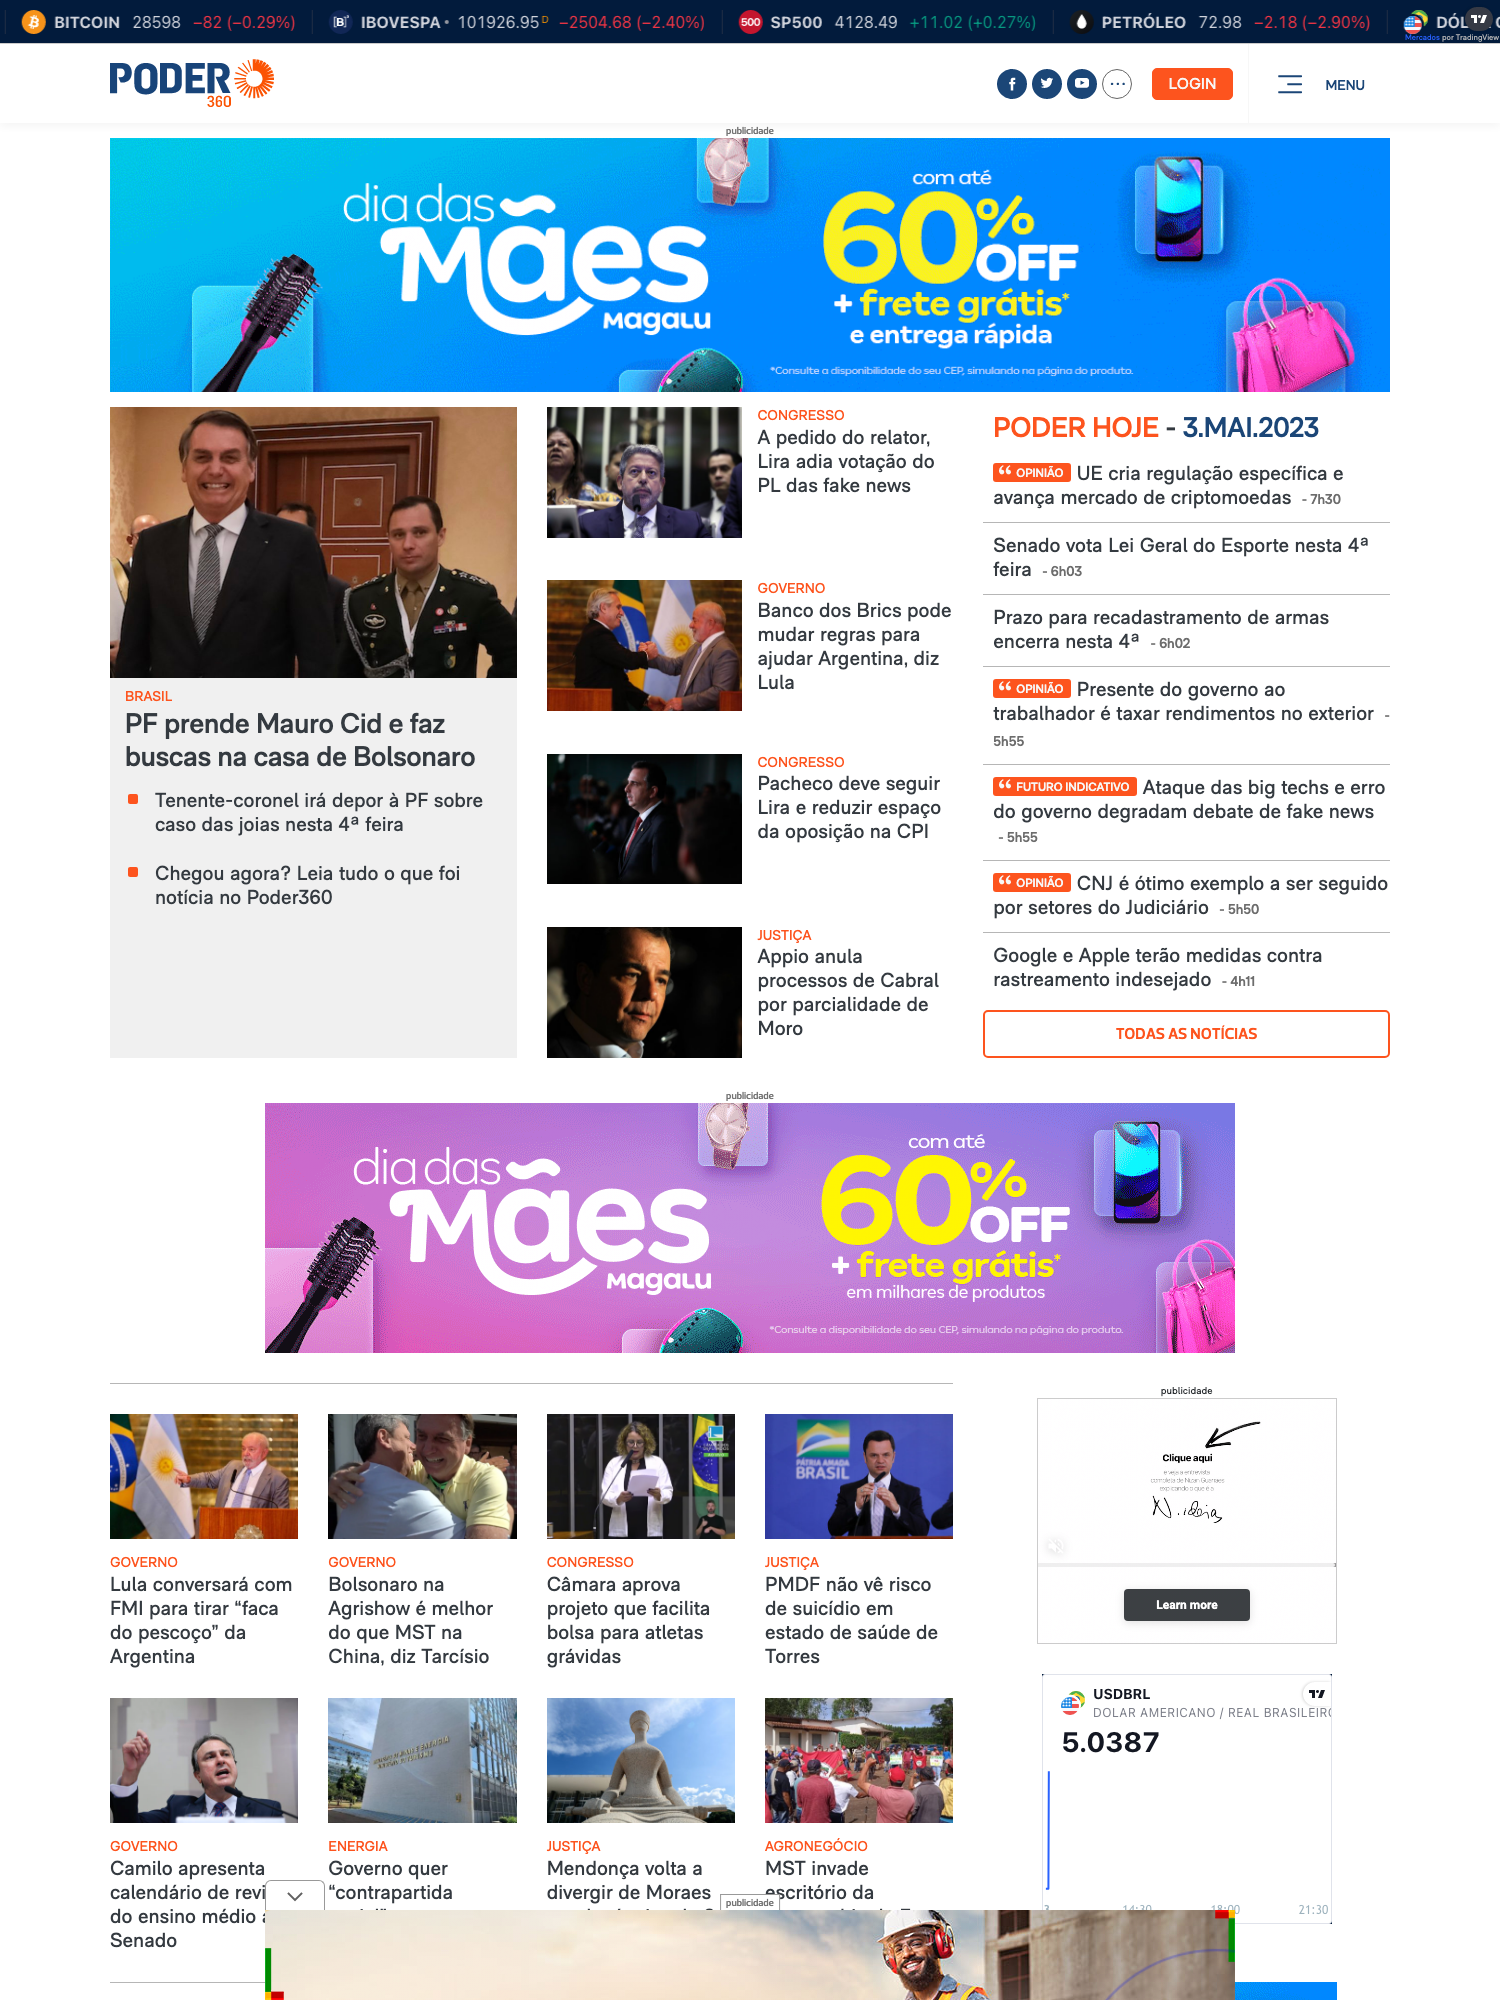 BITCOIN 28598 −82 (−0.29%) IBOVESPA 101926.95 D −2504.68 (−2.40%) 500 SP500 4128.49 +11.02 (+0.27%) PETRÓLEO 72.98 −2.18 (−2.90%)
Mercados por TradingView
PODER
360
LOGIN
MENU
publicidade
dia das
Mães
MAGALU
com até
60%
OFF
+ frete grátis*
e entrega rápida
*Consulte a disponibilidade do seu CEP, simulando na página do produto.
BRASIL
PF prende Mauro Cid e faz
buscas na casa de Bolsonaro
Tenente-coronel irá depor à PF sobre
caso das joias nesta 4ª feira
Chegou agora? Leia tudo o que foi
notícia no Poder360
CONGRESSO
A pedido do relator,
Lira adia votação do
PL das fake news
GOVERNO
Banco dos Brics pode
mudar regras para
ajudar Argentina, diz
Lula
CONGRESSO
Pacheco deve seguir
Lira e reduzir espaço
da oposição na CPI
JUSTIÇA
Appio anula
processos de Cabral
por parcialidade de
Moro
PODER HOJE - 3.MAI.2023
“ OPINIÃO UE cria regulação específica e
avança mercado de criptomoedas - 7h30
Senado vota Lei Geral do Esporte nesta 4ª
feira - 6h03
Prazo para recadastramento de armas
encerra nesta 4ª - 6h02
“ OPINIÃO Presente do governo ao
trabalhador é taxar rendimentos no exterior -
5h55
“ FUTURO INDICATIVO Ataque das big techs e erro
do governo degradam debate de fake news
- 5h55
“ OPINIÃO CNJ é ótimo exemplo a ser seguido
por setores do Judiciário - 5h50
Google e Apple terão medidas contra
rastreamento indesejado - 4h11
TODAS AS NOTÍCIAS
publicidade
dia das
Mães
MAGALU
com até
60%
OFF
+ frete grátis*
em milhares de produtos
*Consulte a disponibilidade do seu CEP, simulando na página do produto.
PÁTRIA AMADA
BRASIL
GOVERNO
Lula conversará com
FMI para tirar “faca
do pescoço” da
Argentina
GOVERNO
Bolsonaro na
Agrishow é melhor
do que MST na
China, diz Tarcísio
CONGRESSO
Câmara aprova
projeto que facilita
bolsa para atletas
grávidas
JUSTIÇA
PMDF não vê risco
de suicídio em
estado de saúde de
Torres
publicidade
Clique aqui
e veja a entrevista
completa de Nizan Guanaes
explicando o que é a
N.ideias
Learn more
USDBRL
DOLAR AMERICANO / REAL BRASILEIRO
5.0387
14:30 18:00 21:30
GOVERNO
Camilo apresenta
calendário de revi
do ensino médio a
Senado
ENERGIA
Governo quer
“contrapartida
JUSTIÇA
Mendonça volta a
divergir de Moraes
AGRONEGÓCIO
MST invade
escritório da
publicidade